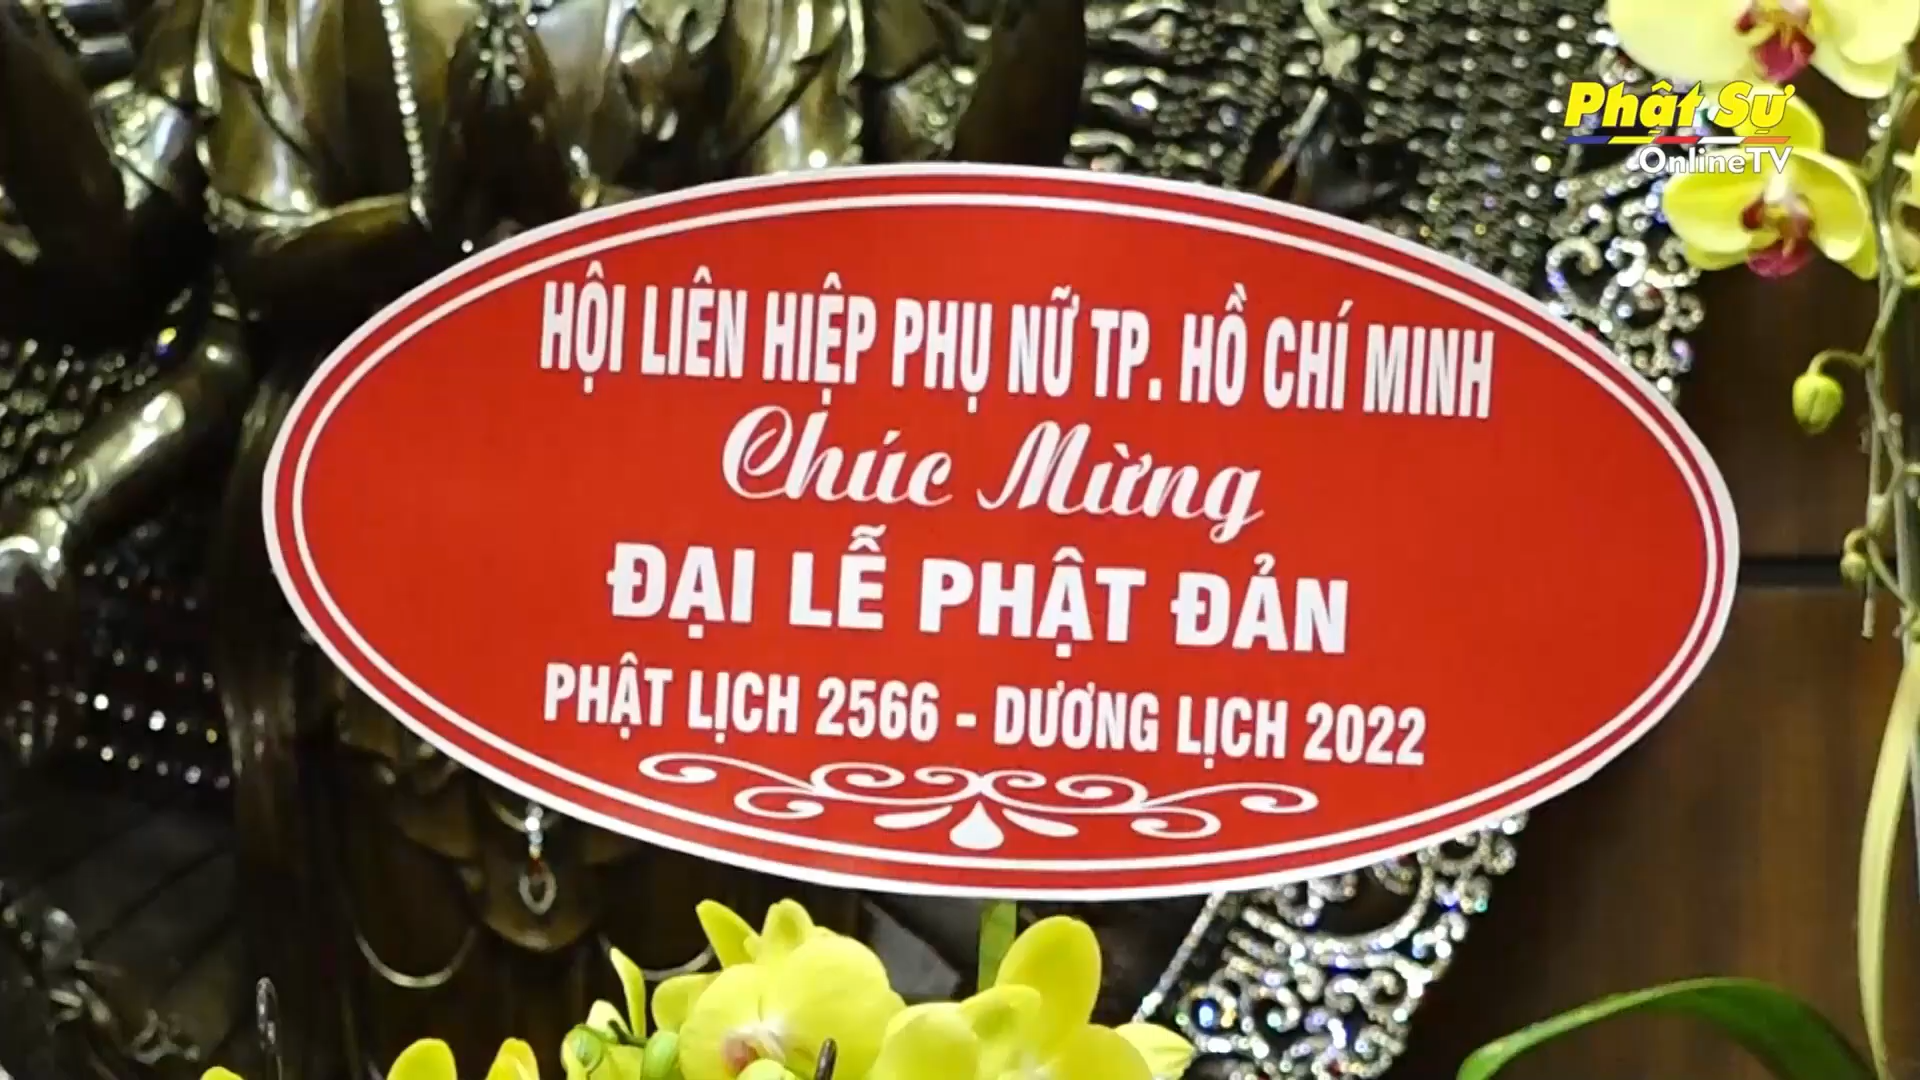 Phật Sự
OnlineTV
HỘI LIÊN HIỆP PHỤ NỮ TP. HỒ CHÍ MINH
Chúc Mừng
ĐẠI LỄ PHẬT ĐẢN
PHẬT LỊCH 2566 - DƯƠNG LỊCH 2022